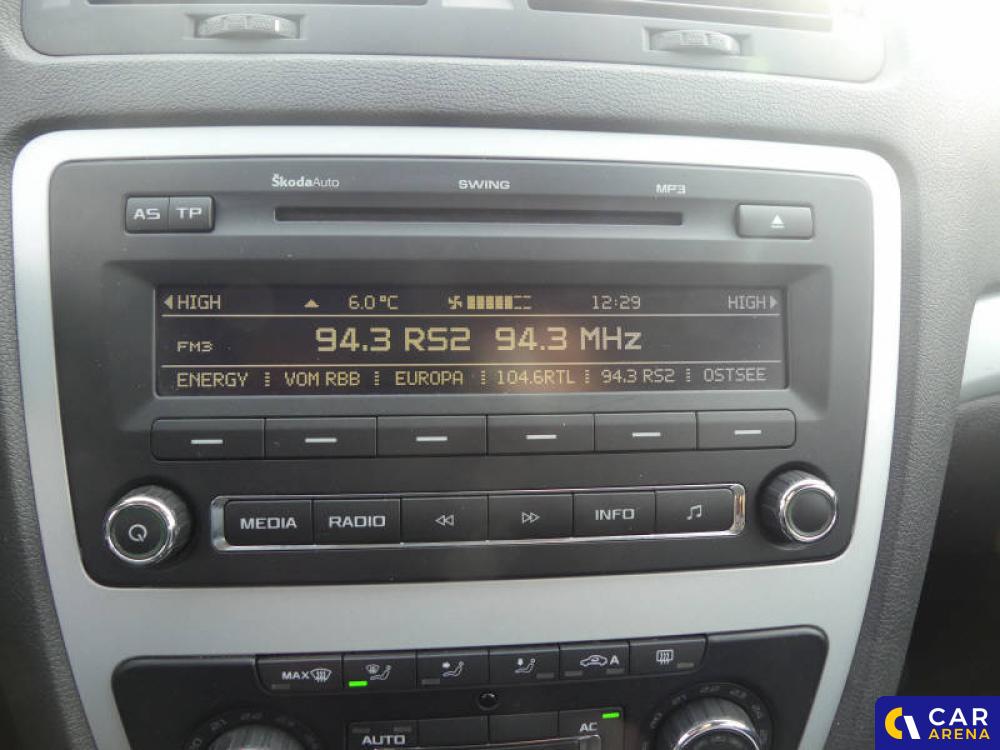 ŠkodaAuto SWING MP3
AS TP
HIGH 6.0 °C 12:29 HIGH
FM3 94.3 RS2 94.3 MHz
ENERGY VOM RBB EUROPA 104.6RTL 94.3 RS2 OSTSEE
MEDIA RADIO INFO
MAX A
AUTO AC
CAR
ARENA